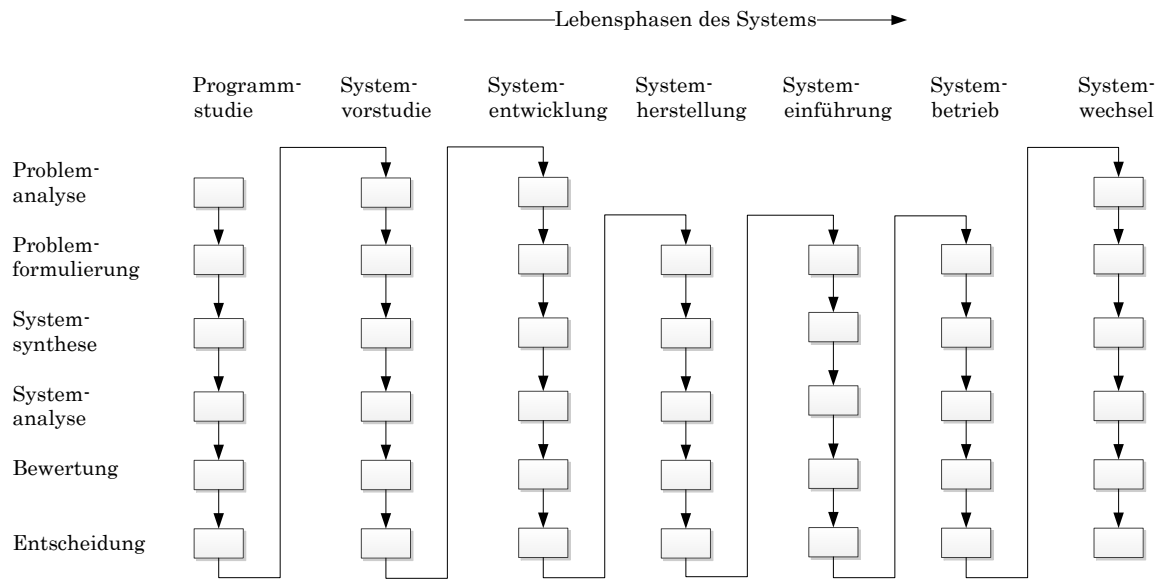 Lebensphasen des Systems
Programm-
studie
System-
vorstudie
System-
entwicklung
System-
herstellung
System-
einführung
System-
betrieb
System-
wechsel
Problem-
analyse
Problem-
formulierung
System-
synthese
System-
analyse
Bewertung
Entscheidung